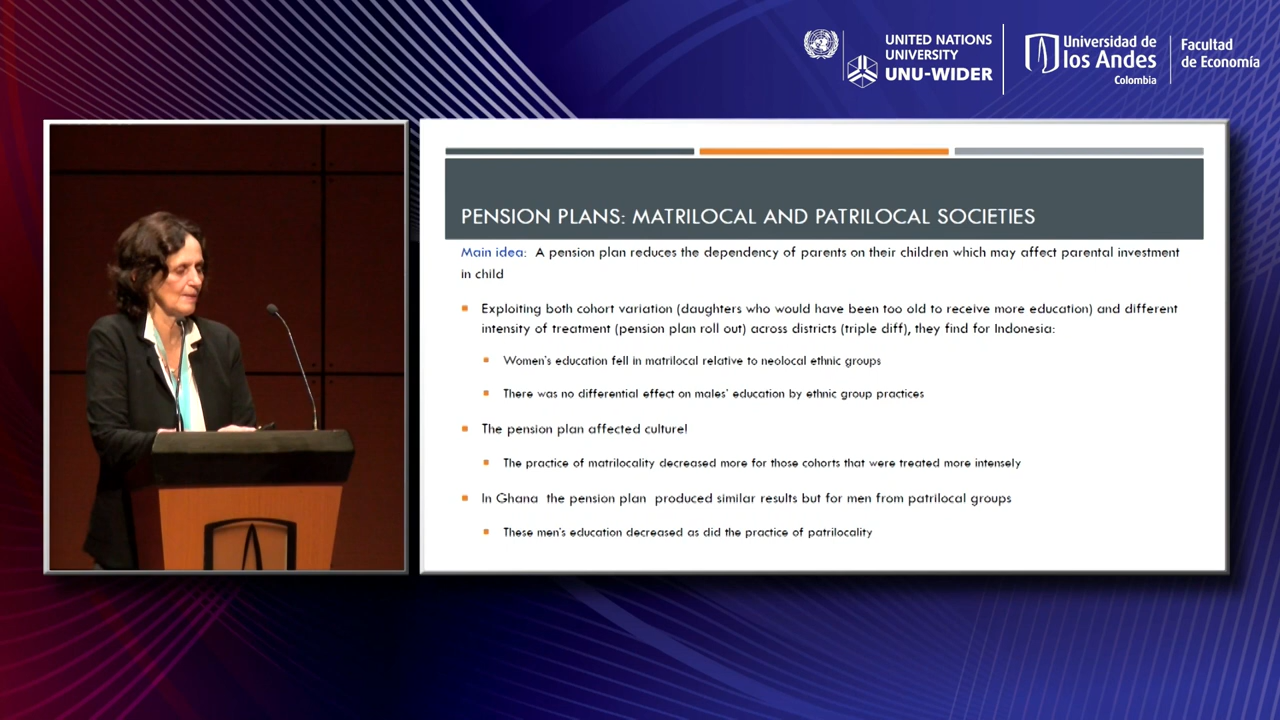 UNITED NATIONS
UNIVERSITY
UNU-WIDER
Universidad de
los Andes
Colombia
Facultad
de Economía
PENSION PLANS: MATRILOCAL AND PATRILOCAL SOCIETIES
Main idea: A pension plan reduces the dependency of parents on their children which may affect parental investment
in child
Exploiting both cohort variation (daughters who would have been too old to receive more education) and different
intensity of treatment (pension plan roll out) across districts (triple diff), they find for Indonesia:
Women's education fell in matrilocal relative to neolocal ethnic groups
There was no differential effect on males' education by ethnic group practices
The pension plan affected culture!
The practice of matrilocality decreased more for those cohorts that were treated more intensely
In Ghana the pension plan produced similar results but for men from patrilocal groups
These men's education decreased as did the practice of patrilocality